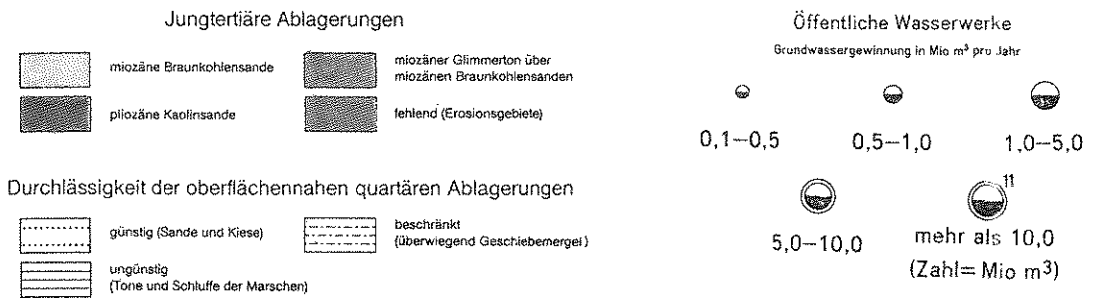 Jungtertiäre Ablagerungen
miozäne Braunkohlensande
miozäner Glimmerton über
miozänen Braunkohlensanden
pliozäne Kaolinsande
fehlend (Erosionsgebiete)
Durchlässigkeit der oberflächennahen quartären Ablagerungen
günstig (Sande und Kiese)
beschränkt
(überwiegend Geschiebemergel)
ungünstig
(Tone und Schluffe der Marschen)
Öffentliche Wasserwerke
Grundwassergewinnung in Mio m³ pro Jahr
0,1–0,5
0,5–1,0
1,0–5,0
11
5,0–10,0
mehr als 10,0
(Zahl= Mio m³)